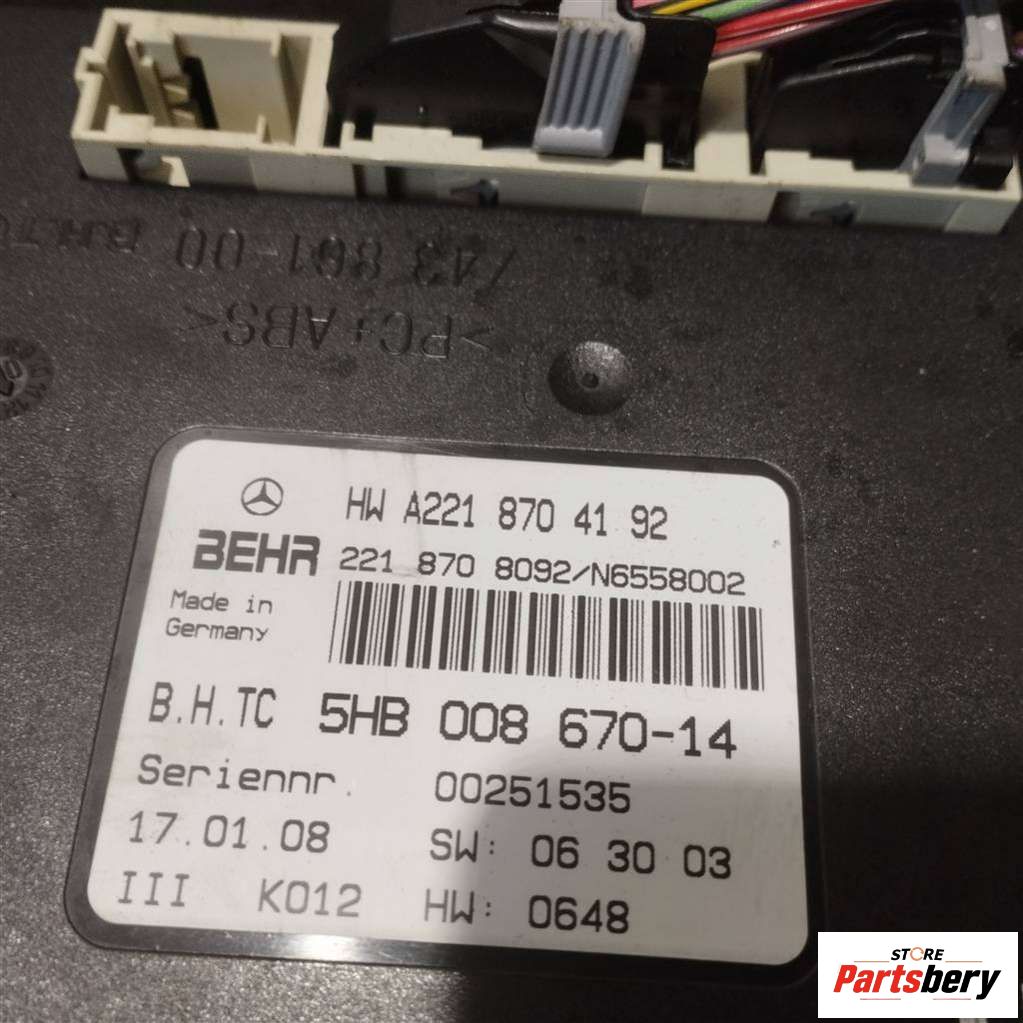 >PC+ABS<
HW A221 870 41 92
BEHR
221 870 8092/N6558002
Made in
Germany
B.H.TC 5HB 008 670-14
Seriennr. 00251535
17.01.08 SW: 06 30 03
III K012 HW: 0648
STORE
Partsbery